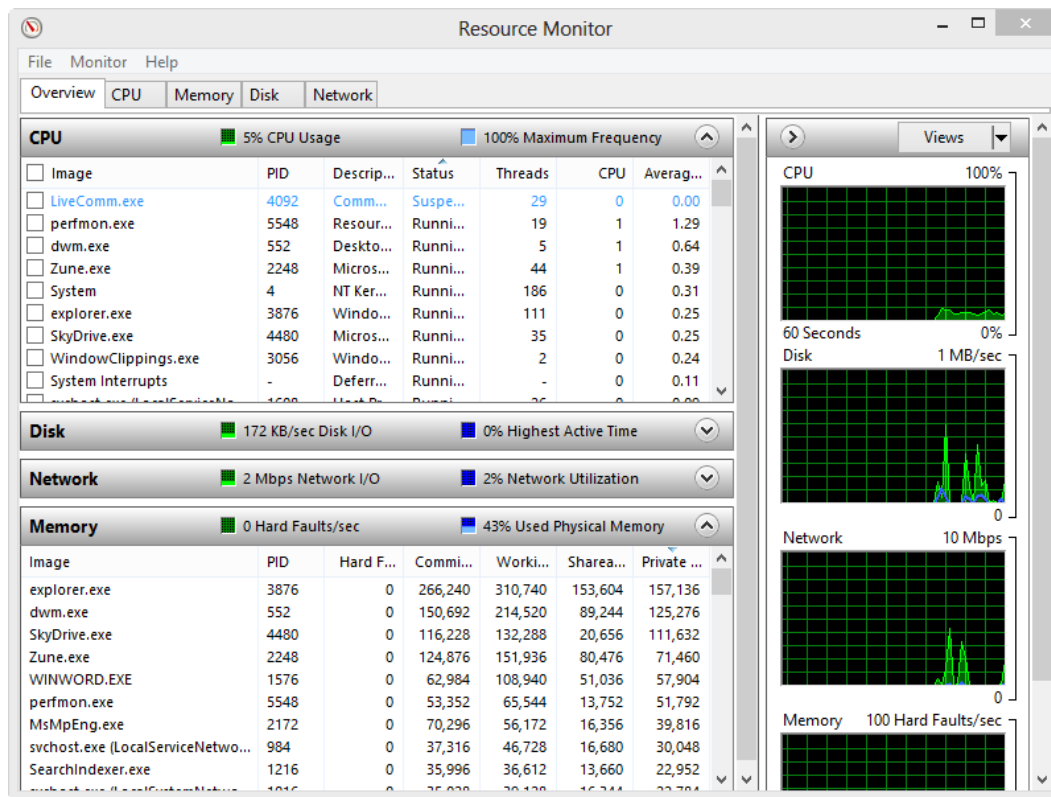 Resource Monitor
File Monitor Help
Overview CPU Memory Disk Network
CPU 5% CPU Usage 100% Maximum Frequency
Image PID Descrip... Status Threads CPU Averag...
LiveComm.exe 4092 Comm... Suspe... 29 0 0.00
perfmon.exe 5548 Resour... Runni... 19 1 1.29
dwm.exe 552 Deskto... Runni... 5 1 0.64
Zune.exe 2248 Micros... Runni... 44 1 0.39
System 4 NT Ker... Runni... 186 0 0.31
explorer.exe 3876 Windo... Runni... 111 0 0.25
SkyDrive.exe 4480 Micros... Runni... 35 0 0.25
WindowClippings.exe 3056 Windo... Runni... 2 0 0.24
System Interrupts - Deferr... Runni... - 0 0.11
Disk 172 KB/sec Disk I/O 0% Highest Active Time
Network 2 Mbps Network I/O 2% Network Utilization
Memory 0 Hard Faults/sec 43% Used Physical Memory
Image PID Hard F... Commi... Worki... Sharea... Private ...
explorer.exe 3876 0 266,240 310,740 153,604 157,136
dwm.exe 552 0 150,692 214,520 89,244 125,276
SkyDrive.exe 4480 0 116,228 132,288 20,656 111,632
Zune.exe 2248 0 124,876 151,936 80,476 71,460
WINWORD.EXE 1576 0 62,984 108,940 51,036 57,904
perfmon.exe 5548 0 53,352 65,544 13,752 51,792
MsMpEng.exe 2172 0 70,296 56,172 16,356 39,816
svchost.exe (LocalServiceNetwo... 984 0 37,316 46,728 16,680 30,048
SearchIndexer.exe 1216 0 35,996 36,612 13,660 22,952
Views
CPU 100%
60 Seconds 0%
Disk 1 MB/sec
0
Network 10 Mbps
0
Memory 100 Hard Faults/sec